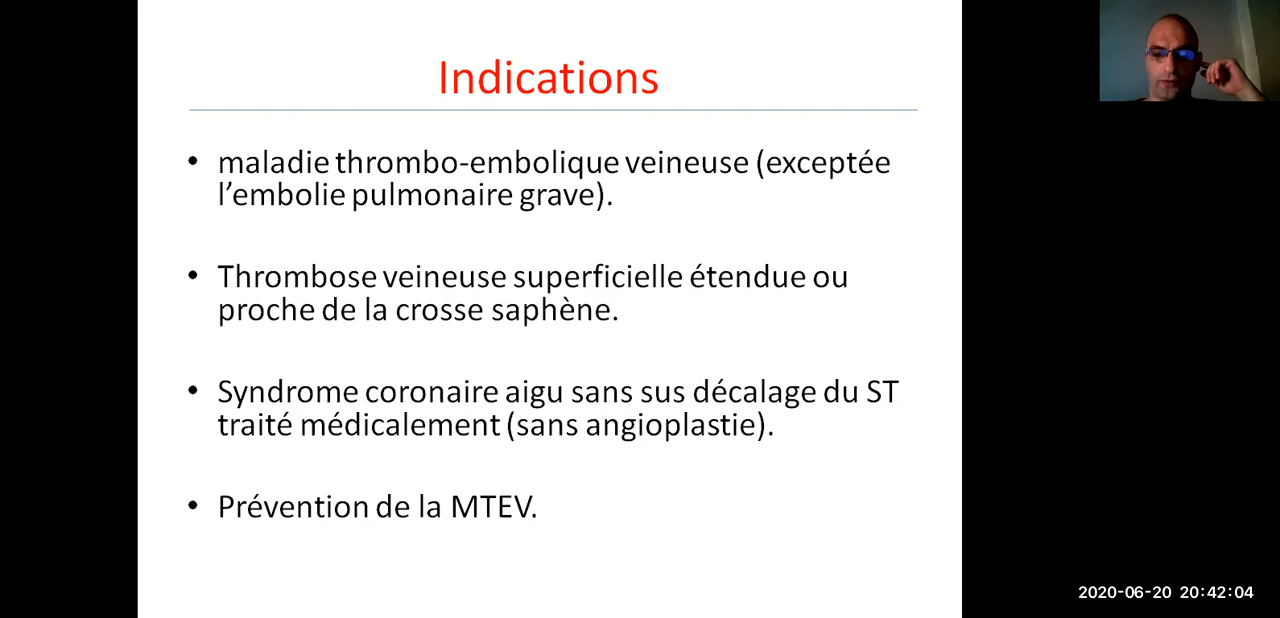 Indications
• maladie thrombo-embolique veineuse (exceptée
l’embolie pulmonaire grave).
• Thrombose veineuse superficielle étendue ou
proche de la crosse saphène.
• Syndrome coronaire aigu sans sus décalage du ST
traité médicalement (sans angioplastie).
• Prévention de la MTEV.
2020-06-20 20:42:04